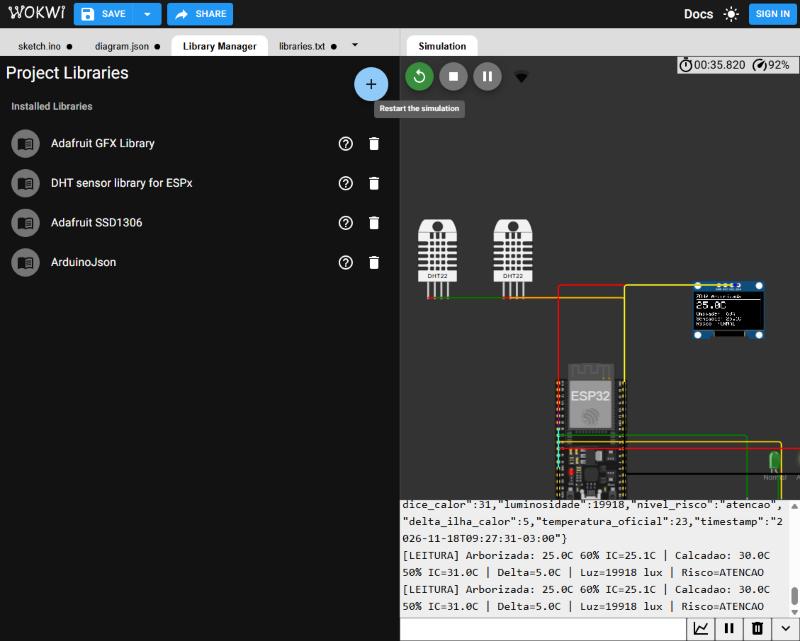 WOKWI SAVE SHARE Docs SIGN IN
sketch.ino diagram.json Library Manager libraries.txt Simulation
Project Libraries
00:35.820 92%
Restart the simulation
Installed Libraries
Adafruit GFX Library
DHT sensor library for ESPx
Adafruit SSD1306
ArduinoJson
DHT22 DHT22
25.0C
ESP32
dice_calor":31,"luminosidade":19918,"nivel_risco":"atencao",
"delta_ilha_calor":5,"temperatura_oficial":23,"timestamp":"2
026-11-18T09:27:31-03:00"}
[LEITURA] Arborizada: 25.0C 60% IC=25.1C | Calcadao: 30.0C
50% IC=31.0C | Delta=5.0C | Luz=19918 lux | Risco=ATENCAO
[LEITURA] Arborizada: 25.0C 60% IC=25.1C | Calcadao: 30.0C
50% IC=31.0C | Delta=5.0C | Luz=19918 lux | Risco=ATENCAO